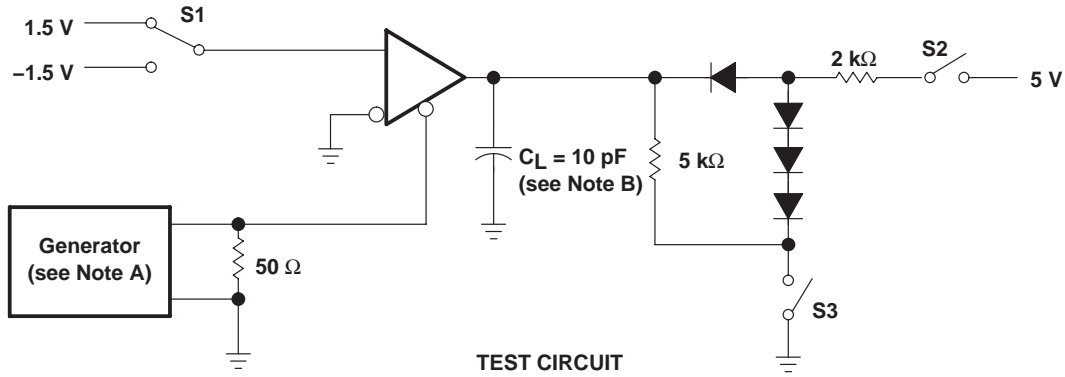 S1
1.5 V
–1.5 V
S2
2 kΩ
5 V
CL = 10 pF
(see Note B)
5 kΩ
Generator
(see Note A)
50 Ω
S3
TEST CIRCUIT